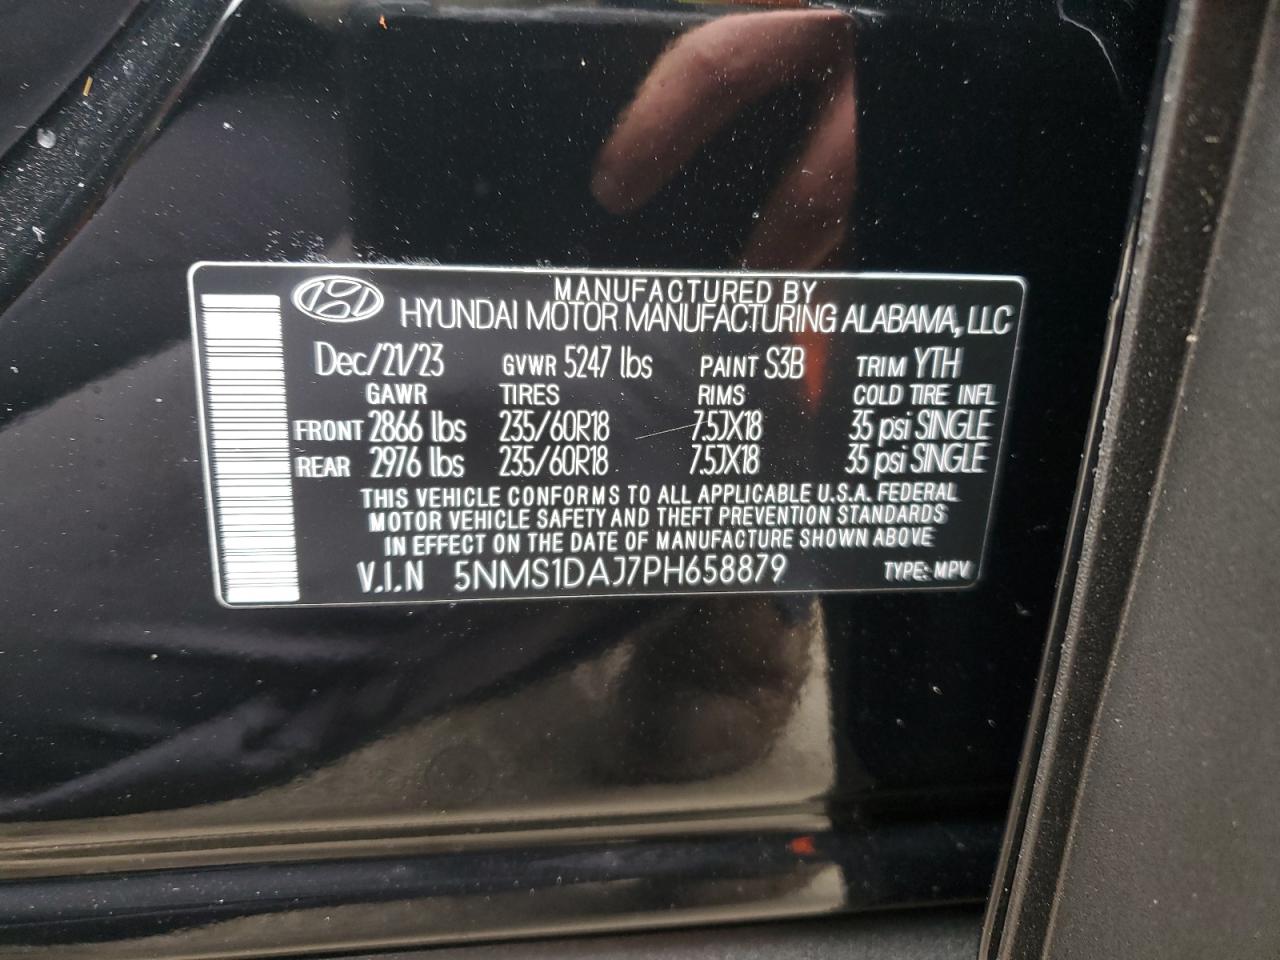 MANUFACTURED BY
HYUNDAI MOTOR MANUFACTURING ALABAMA, LLC
Dec/21/23 GVWR 5247 lbs PAINT S3B TRIM YTH
GAWR TIRES RIMS COLD TIRE INFL
FRONT 2866 lbs 235/60R18 7.5JX18 35 psi SINGLE
REAR 2976 lbs 235/60R18 7.5JX18 35 psi SINGLE
THIS VEHICLE CONFORMS TO ALL APPLICABLE U.S.A. FEDERAL
MOTOR VEHICLE SAFETY AND THEFT PREVENTION STANDARDS
IN EFFECT ON THE DATE OF MANUFACTURE SHOWN ABOVE
V.I.N 5NMS1DAJ7PH658879 TYPE: MPV